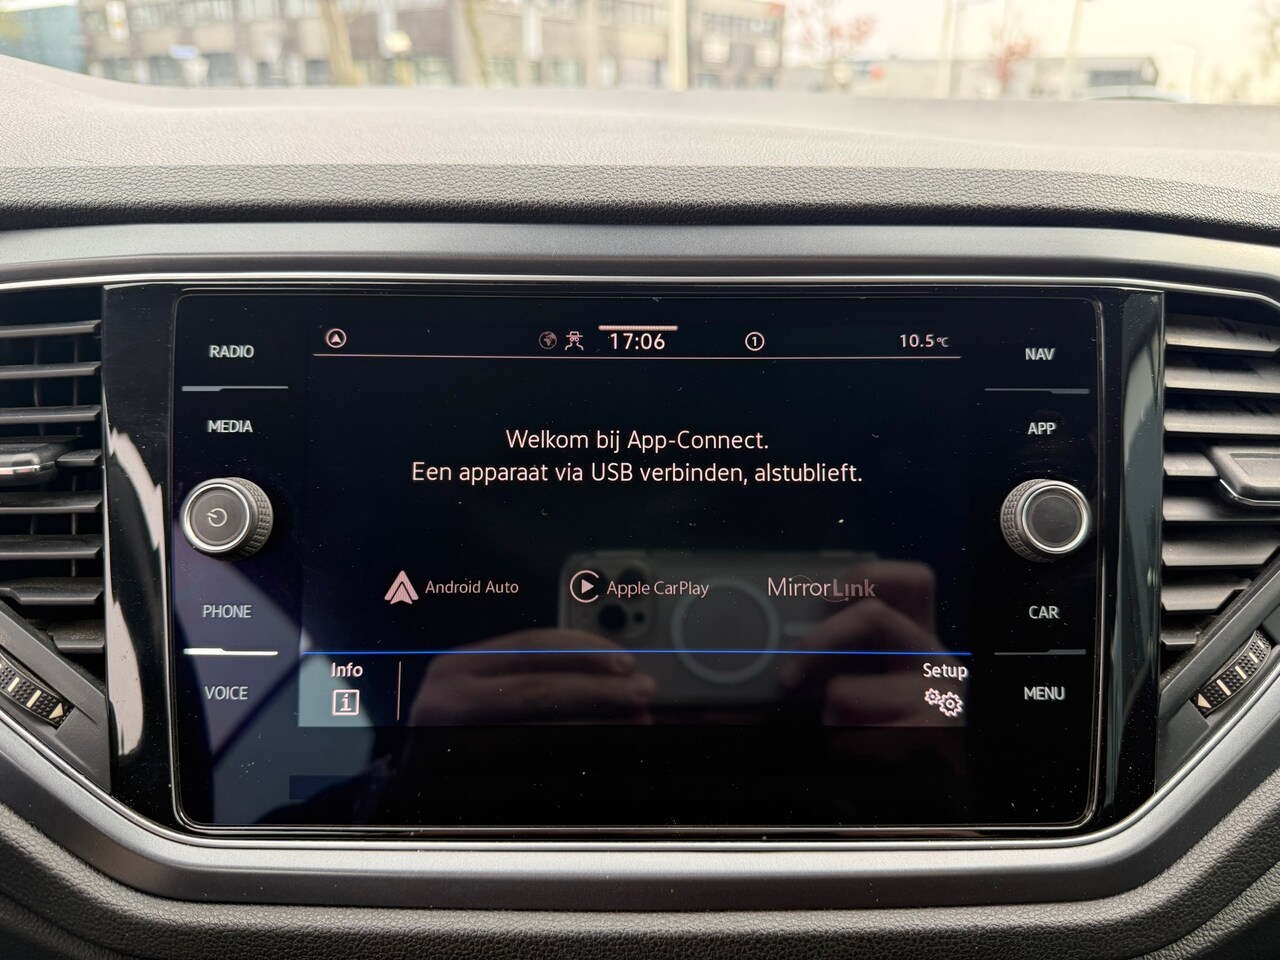 RADIO
MEDIA
PHONE
VOICE
17:06
1
10.5°C
Welkom bij App-Connect.
Een apparaat via USB verbinden, alstublieft.
Android Auto
Apple CarPlay
MirrorLink
Info
i
Setup
NAV
APP
CAR
MENU